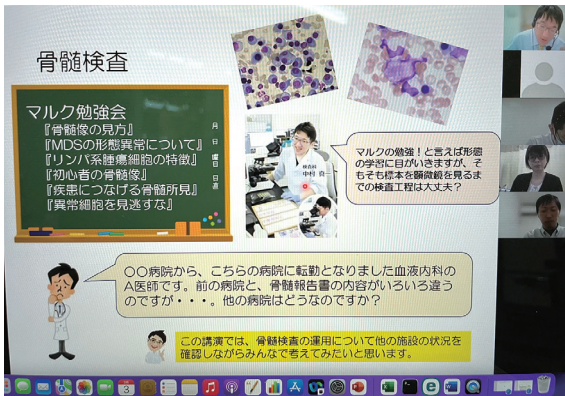 骨髄検査
マルク勉強会
『骨髄像の見方』
『MDSの形態異常について』
『リンパ系腫瘍細胞の特徴』
『初心者の骨髄像』
『疾患につなげる骨髄所見』
『異常細胞を見逃すな』
月
日
曜日
日直
検査科
マルクの勉強！と言えば形態
の学習に目がいきますが、そ
もそも標本を顕微鏡を見るま
での検査工程は大丈夫？
〇〇病院から、こちらの病院に転勤となりました血液内科の
A医師です。前の病院と、骨髄報告書の内容がいろいろ違う
のですが・・・。他の病院はどうなのですか？
この講演では、骨髄検査の運用について他の施設の状況を
確認しながらみんなで考えてみたいと思います。
3